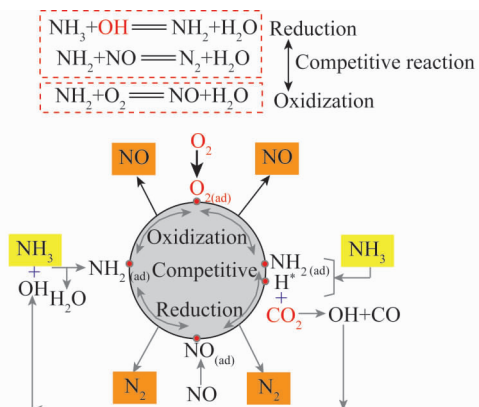 NH₃+OH══NH₂+H₂O Reduction
NH₂+NO══N₂+H₂O
Competitive reaction
NH₂+O₂══NO+H₂O Oxidization
O₂
NO NO
O₂(ad)
Oxidization
NH₃ NH₃
+ NH₂(ad) Competitive NH₂(ad)
OH H₂O H*
+
Reduction CO₂ OH+CO
NO(ad)
N₂ NO N₂